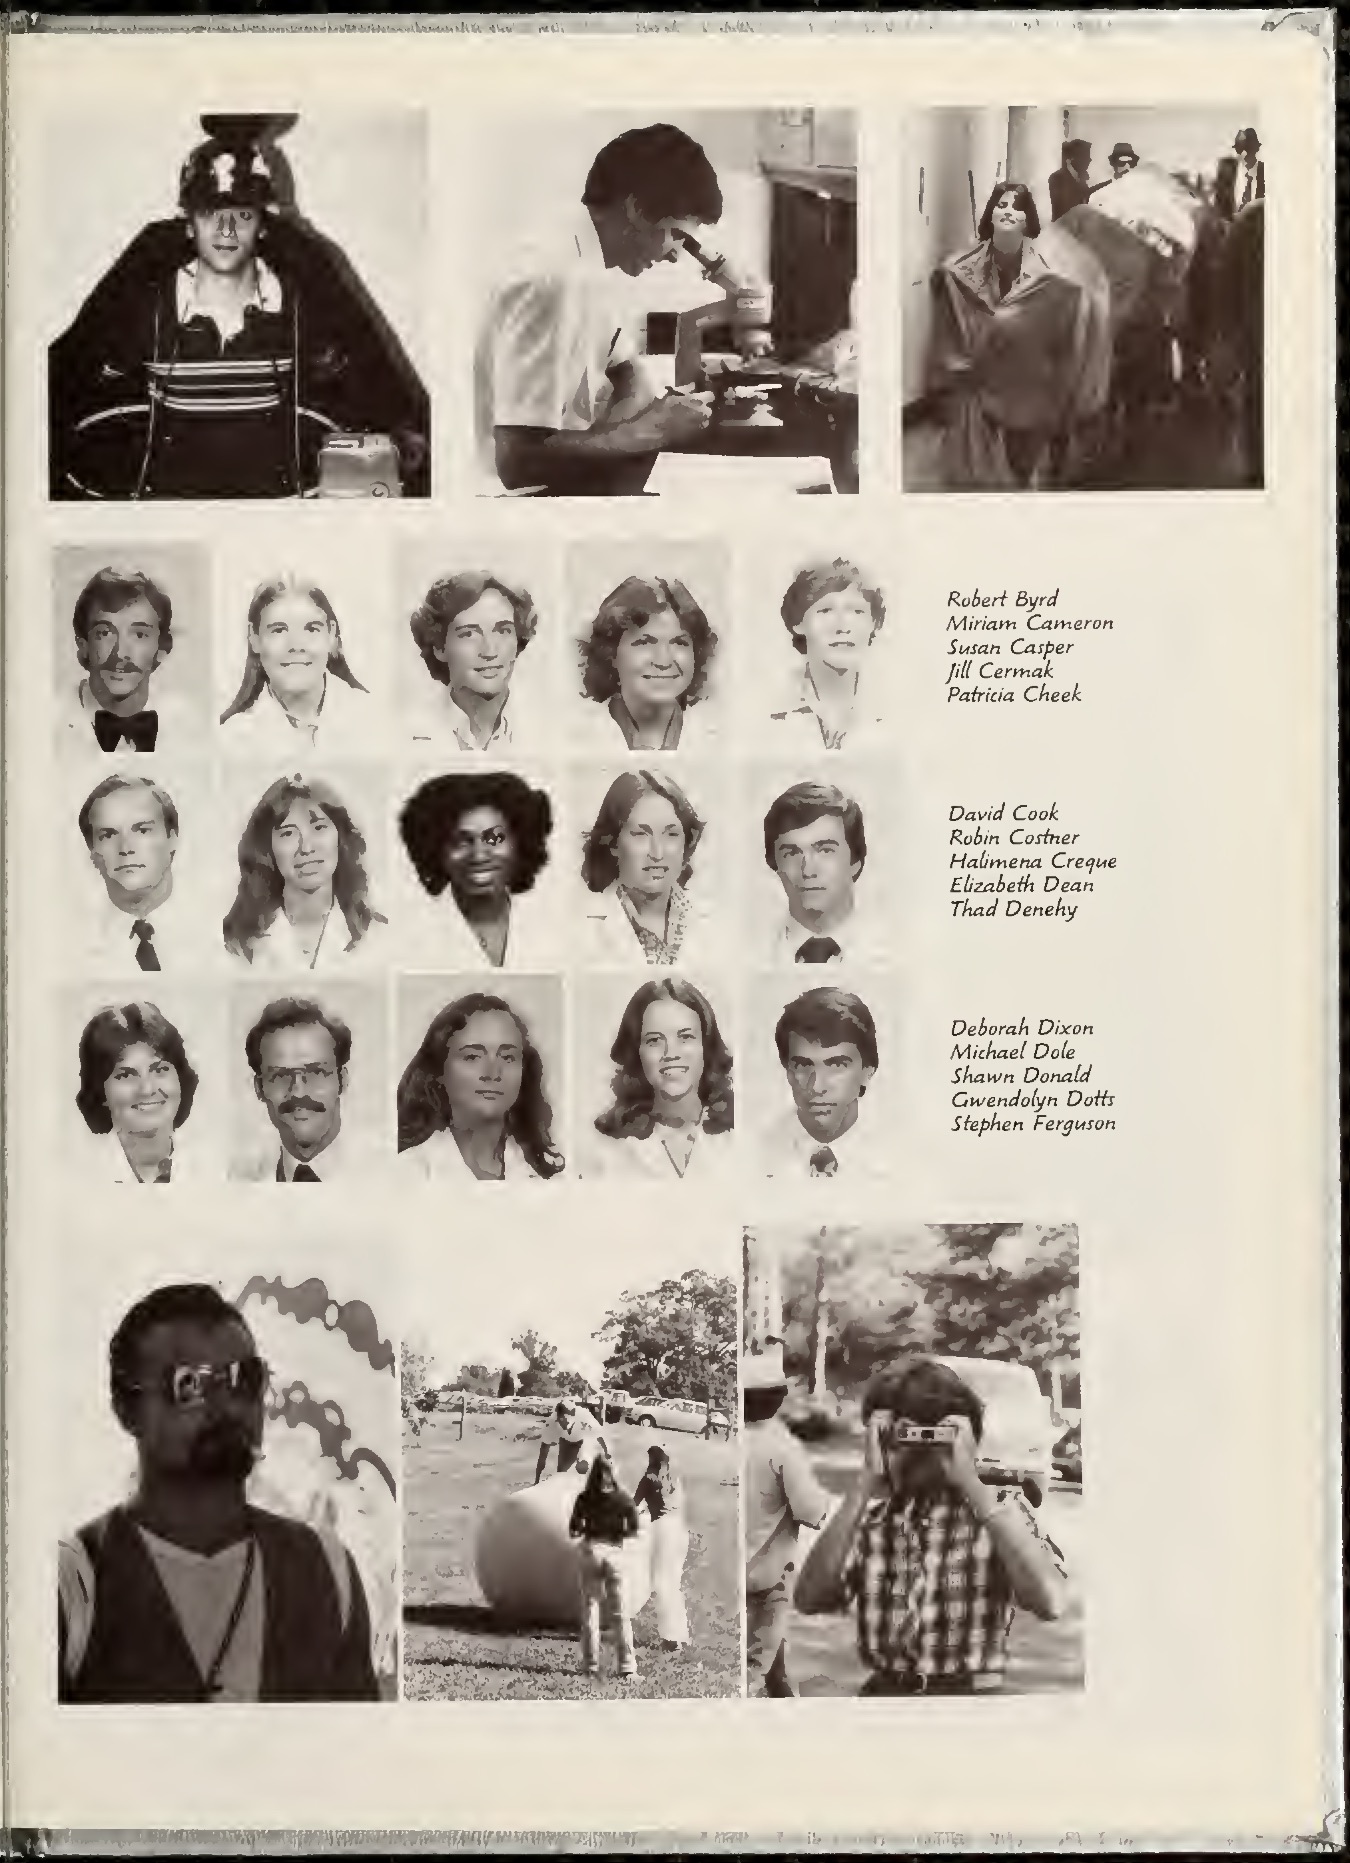 Robert Byrd
Miriam Cameron
Susan Casper
Jill Cermak
Patricia Cheek
David Cook
Robin Costner
Halimena Creque
Elizabeth Dean
Thad Denehy
Deborah Dixon
Michael Dole
Shawn Donald
Gwendolyn Dotts
Stephen Ferguson